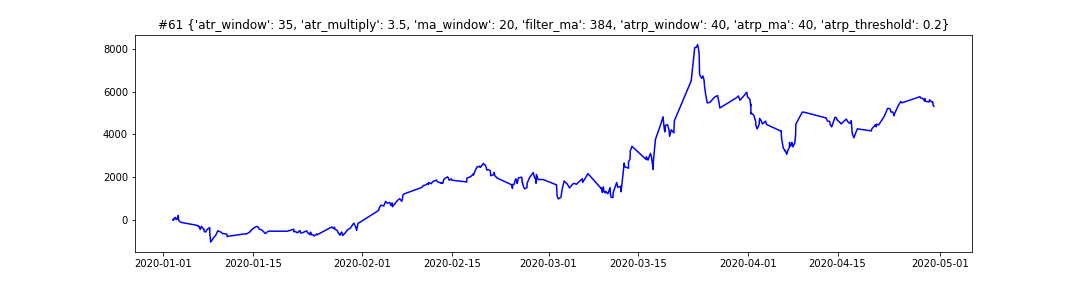 #61 {'atr_window': 35, 'atr_multiply': 3.5, 'ma_window': 20, 'filter_ma': 384, 'atrp_window': 40, 'atrp_ma': 40, 'atrp_threshold': 0.2}
8000
6000
4000
2000
0
2020-01-01 2020-01-15 2020-02-01 2020-02-15 2020-03-01 2020-03-15 2020-04-01 2020-04-15 2020-05-01